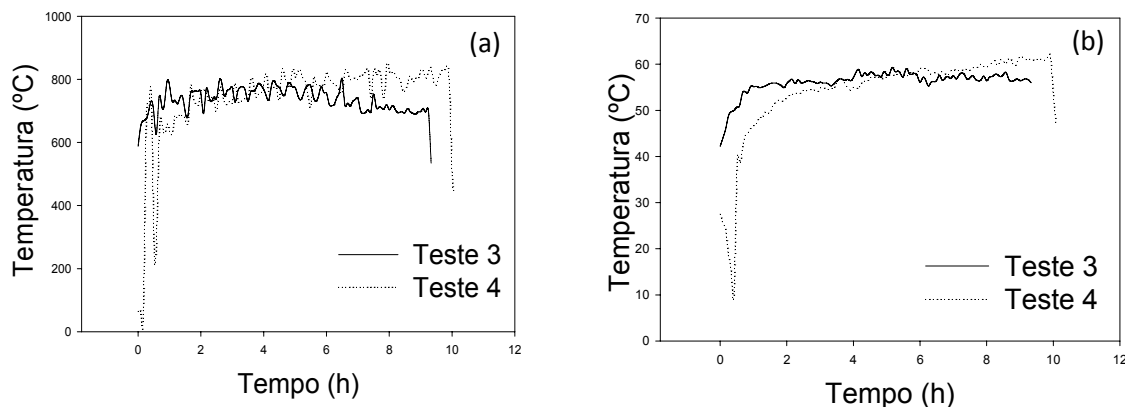 (a)
Temperatura (ºC)
1000
800
600
400
200
0
Teste 3
Teste 4
0 2 4 6 8 10 12
Tempo (h)
(b)
Temperatura (ºC)
70
60
50
40
30
20
10
0
Teste 3
Teste 4
0 2 4 6 8 10 12
Tempo (h)